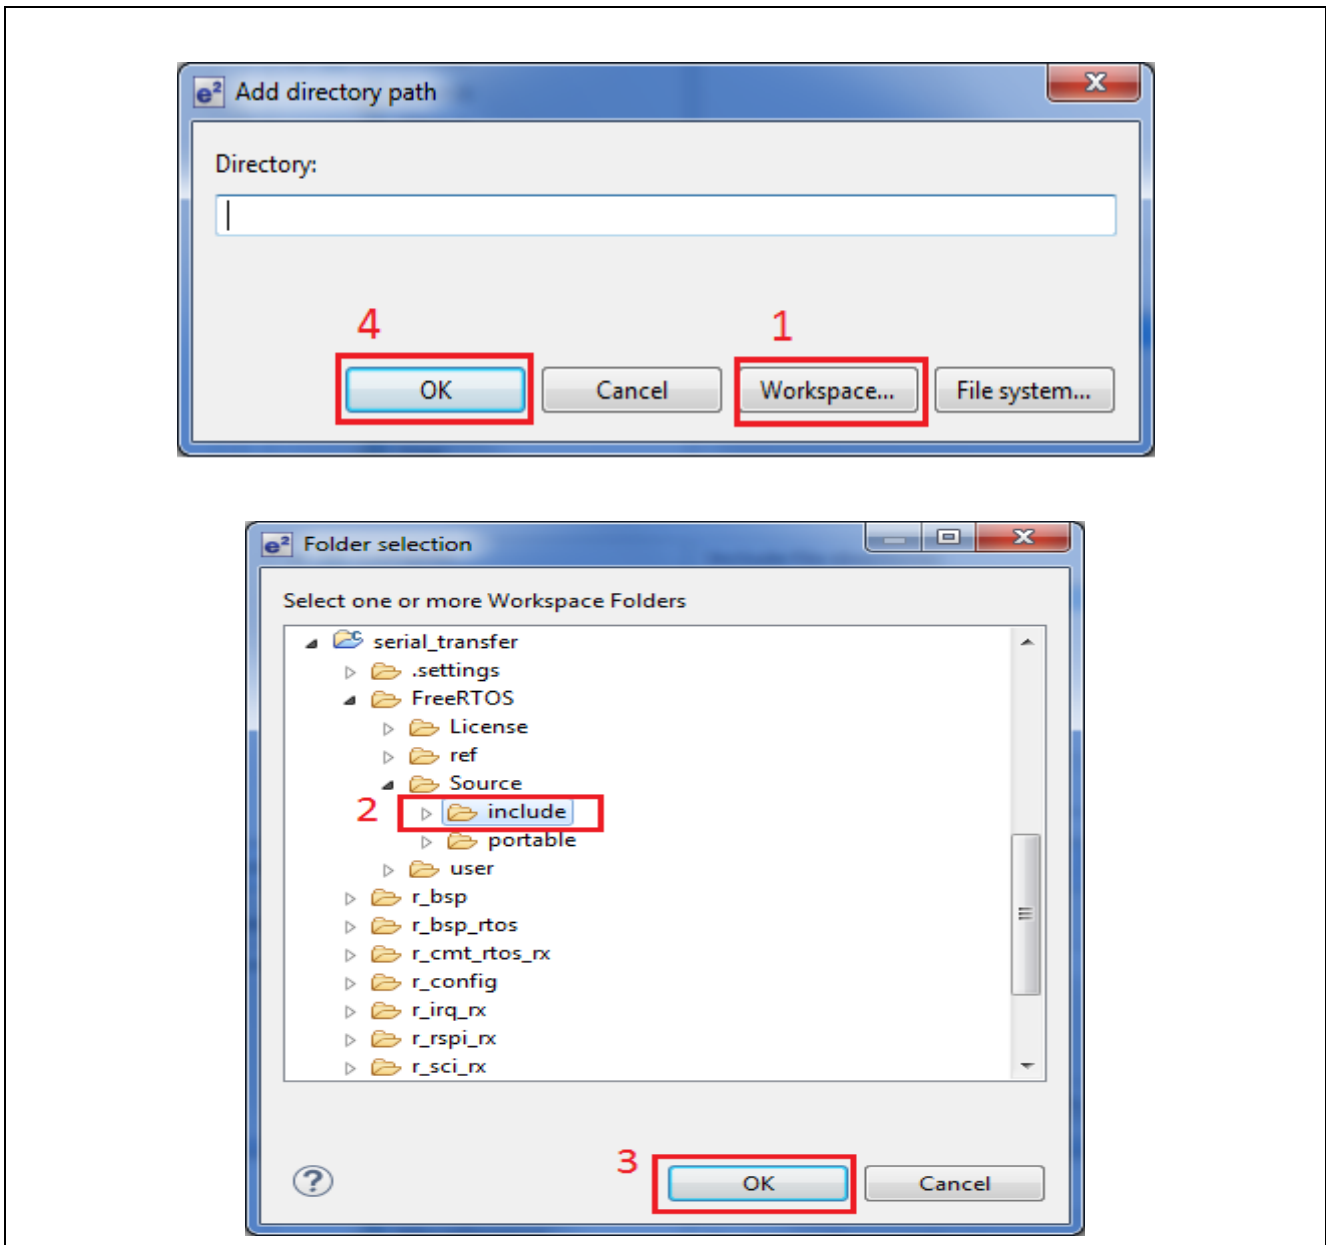 e² Add directory path
Directory:
4 1
OK Cancel Workspace... File system...
e² Folder selection
Select one or more Workspace Folders
serial_transfer
.settings
FreeRTOS
License
ref
Source
2 include
portable
user
r_bsp
r_bsp_rtos
r_cmt_rtos_rx
r_config
r_irq_rx
r_rspi_rx
r_sci_rx
3
? OK Cancel